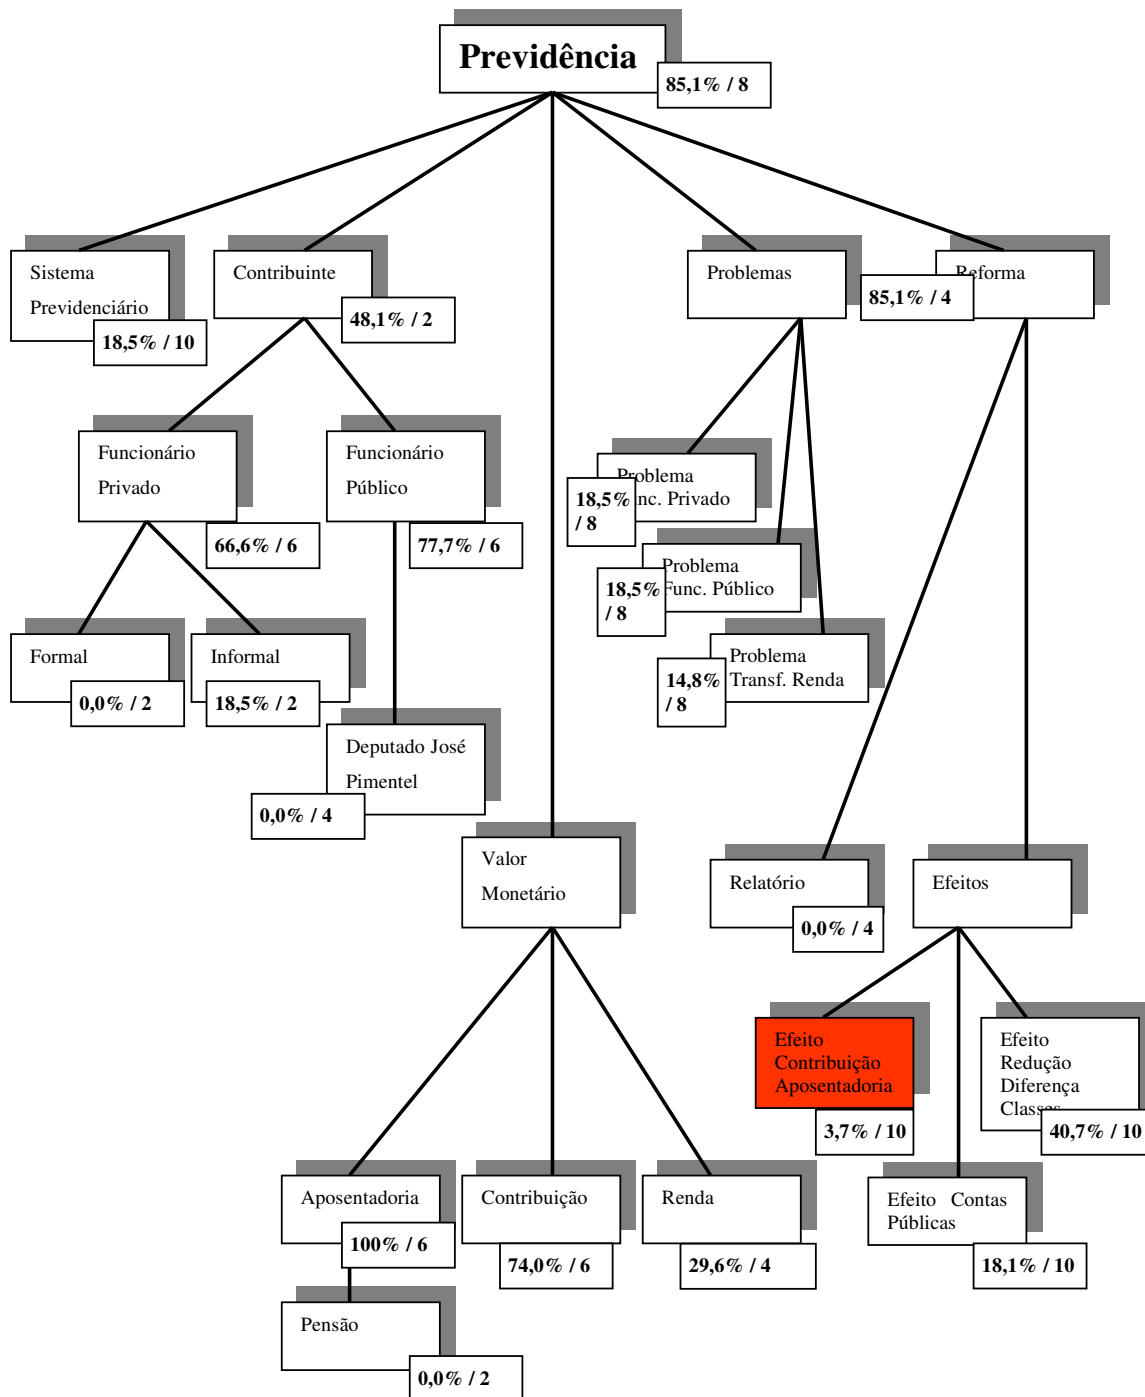 Previdência
85,1% / 8
Sistema
Previdenciário
18,5% / 10
Contribuinte
48,1% / 2
Problemas
Reforma
85,1% / 4
Funcionário
Privado
66,6% / 6
Funcionário
Público
77,7% / 6
Problema
Func. Privado
18,5%
/ 8
Problema
Func. Público
18,5%
/ 8
Problema
Transf. Renda
14,8%
/ 8
Formal
0,0% / 2
Informal
18,5% / 2
Deputado José
Pimentel
0,0% / 4
Valor
Monetário
Relatório
0,0% / 4
Efeitos
Efeito
Contribuição
Aposentadoria
3,7% / 10
Efeito
Redução
Diferença
Classes
40,7% / 10
Efeito Contas
Públicas
18,1% / 10
Aposentadoria
100% / 6
Contribuição
74,0% / 6
Renda
29,6% / 4
Pensão
0,0% / 2